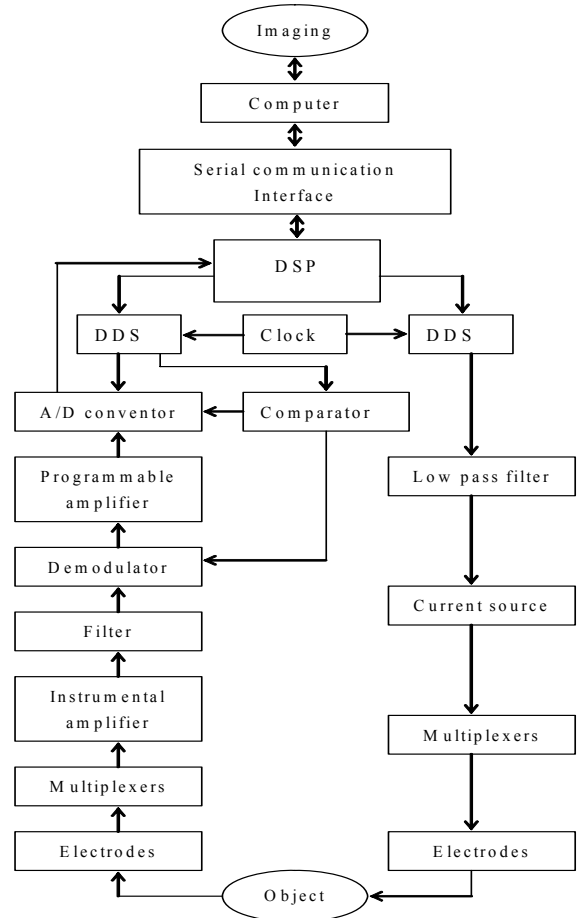 Imaging
Computer
Serial communication
Interface
DSP
DDS
Clock
DDS
A/D conventor
Comparator
Programmable
amplifier
Low pass filter
Demodulator
Current source
Filter
Instrumental
amplifier
Multiplexers
Multiplexers
Electrodes
Electrodes
Object